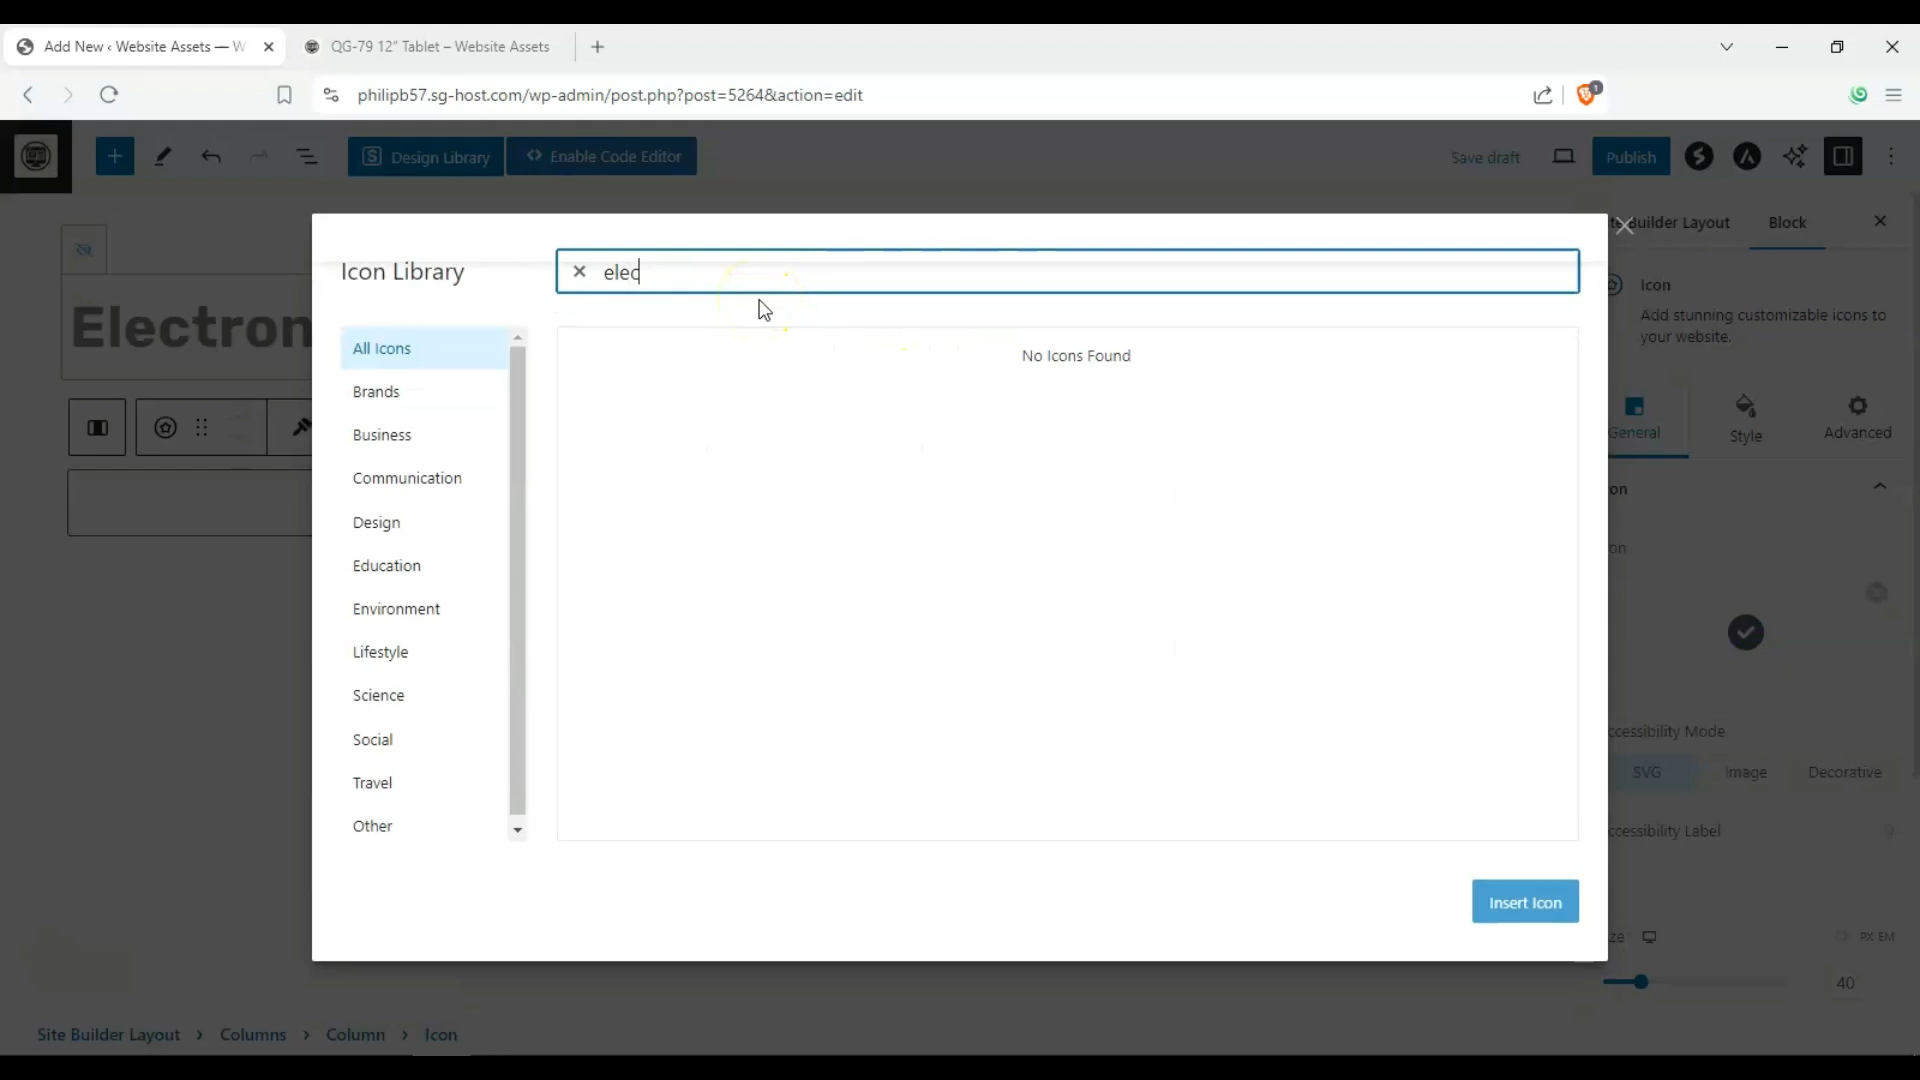 Add New ‹ Website Assets — W
QG-79 12" Tablet – Website Assets
philipb57.sg-host.com/wp-admin/post.php?post=5264&action=edit
1
Design Library
Enable Code Editor
Save draft
Publish
te Builder Layout
Block
Icon Library
elec
Icon
Add stunning customizable icons to
your website.
Electron
All Icons
No Icons Found
Brands
General
Style
Advanced
Business
Communication
on
Design
on
Education
Environment
Lifestyle
Science
Social
ccessibility Mode
SVG
Image
Decorative
Travel
Other
ccessibility Label
Insert Icon
ze
PX EM
40
Site Builder Layout › Columns › Column › Icon